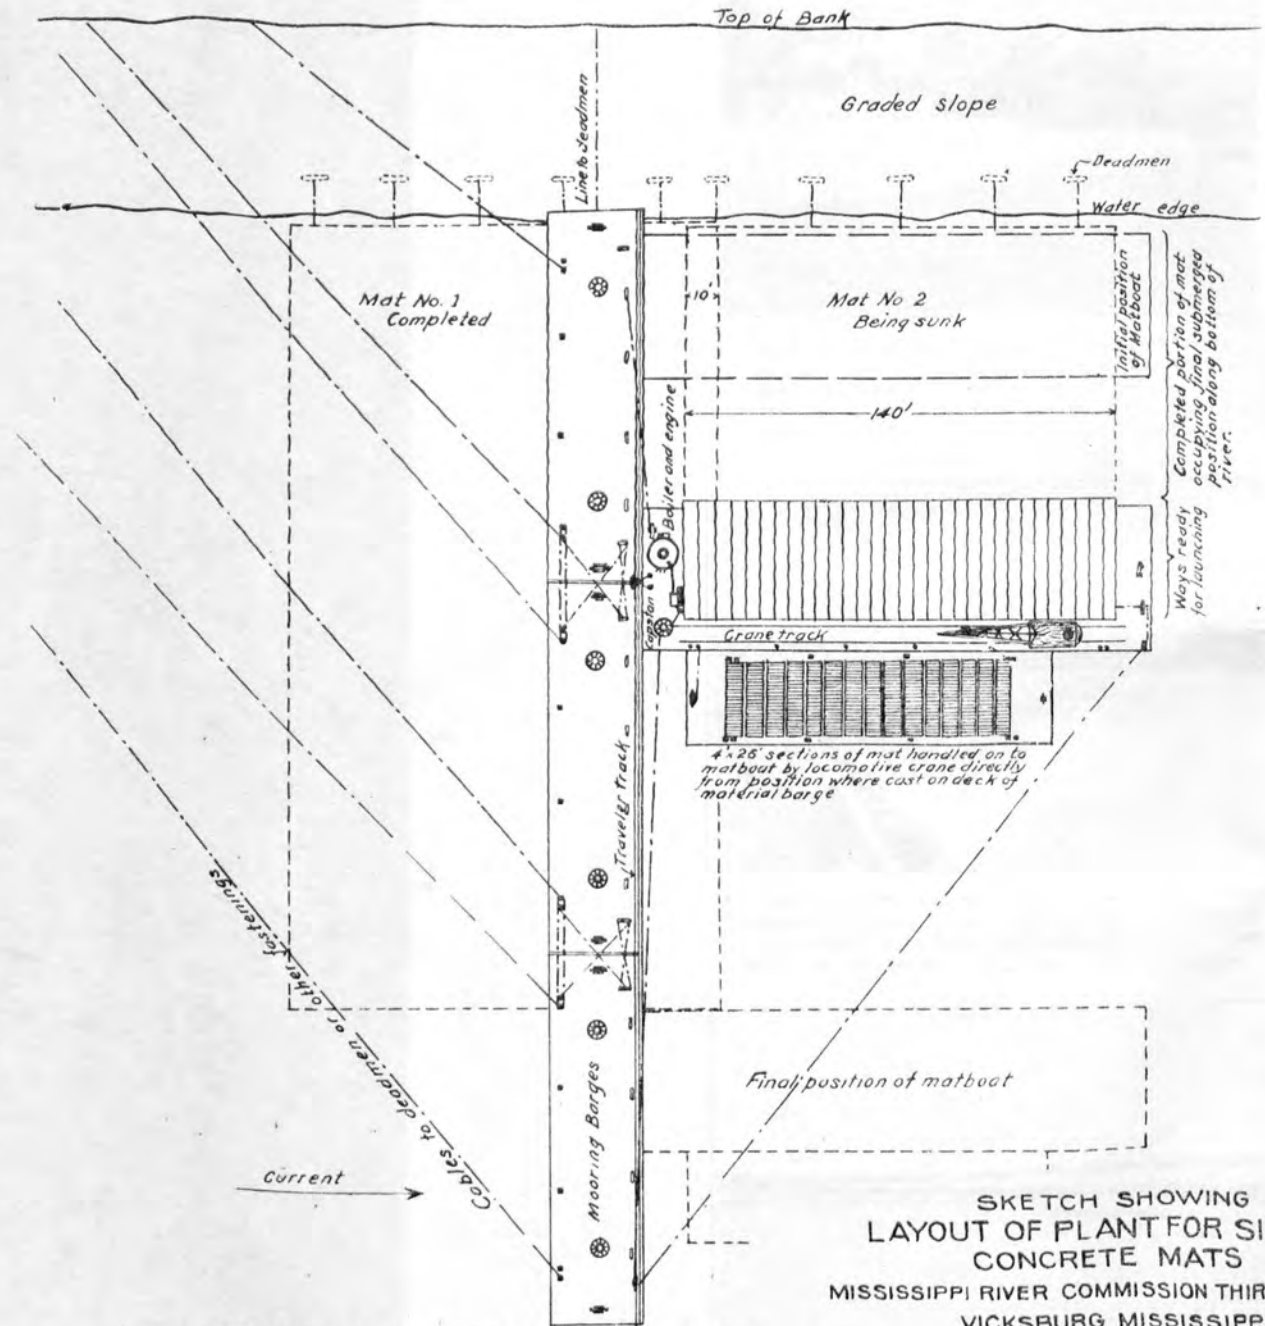 Top of Bank
Line to deadmen
Graded slope
Deadmen
Water edge
Mat No. 1
Completed
10'
Mat No 2
Being sunk
Initial position
of Matboat
Completed portion of mat
occupying final submerged
position along bottom of
river.
140'
Boiler and engine
Ways ready
for launching
Capstan
Crane track
4'x26' sections of mat handled on to
matboat by locomotive crane directly
from position where cast on deck of
material barge
Traveler track
Cables to deadmen or other fastenings
Final position of matboat
Mooring Barges
Current
SKETCH SHOWING
LAYOUT OF PLANT FOR SI
CONCRETE MATS
MISSISSIPPI RIVER COMMISSION THIR
VICKSBURG MISSISSIPP